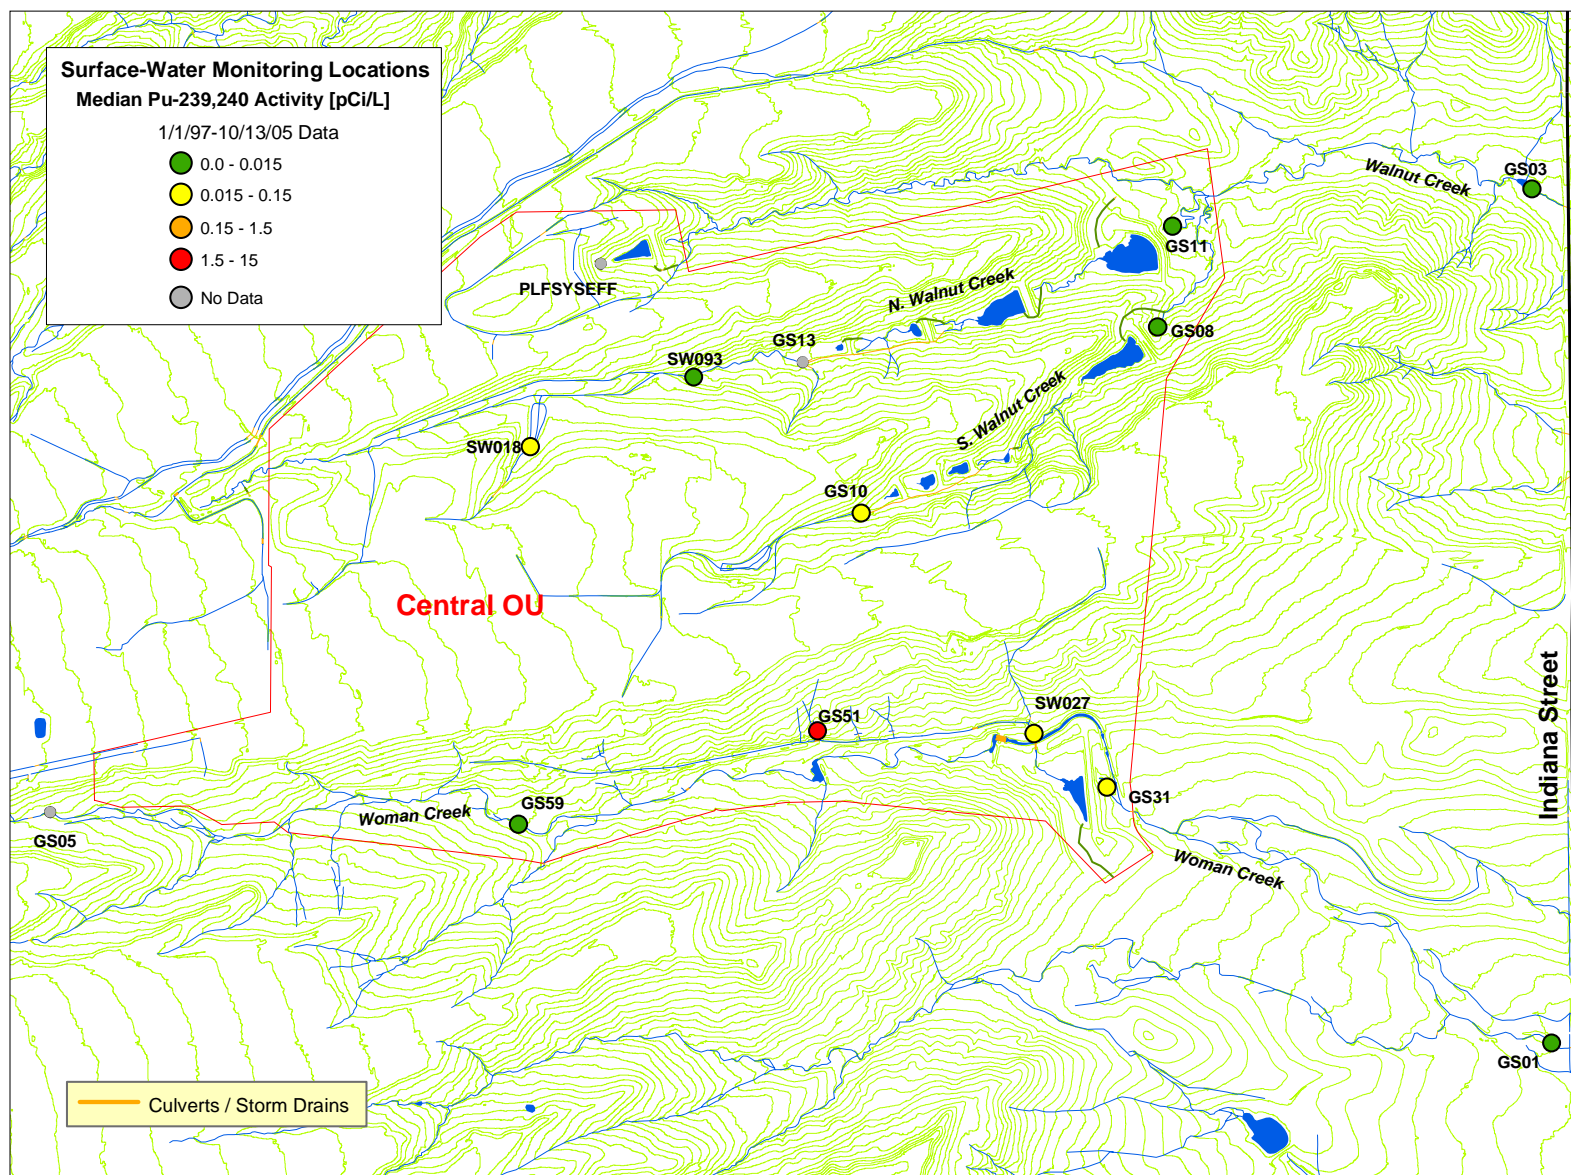 Surface-Water Monitoring Locations
Median Pu-239,240 Activity [pCi/L]
1/1/97-10/13/05 Data
0.0 - 0.015
0.015 - 0.15
0.15 - 1.5
1.5 - 15
No Data
Walnut Creek
GS03
GS11
PLFSYSEFF
N. Walnut Creek
GS08
GS13
SW093
S. Walnut Creek
SW018
GS10
Central OU
Indiana Street
SW027
GS51
GS31
GS59
Woman Creek
GS05
Woman Creek
GS01
Culverts / Storm Drains